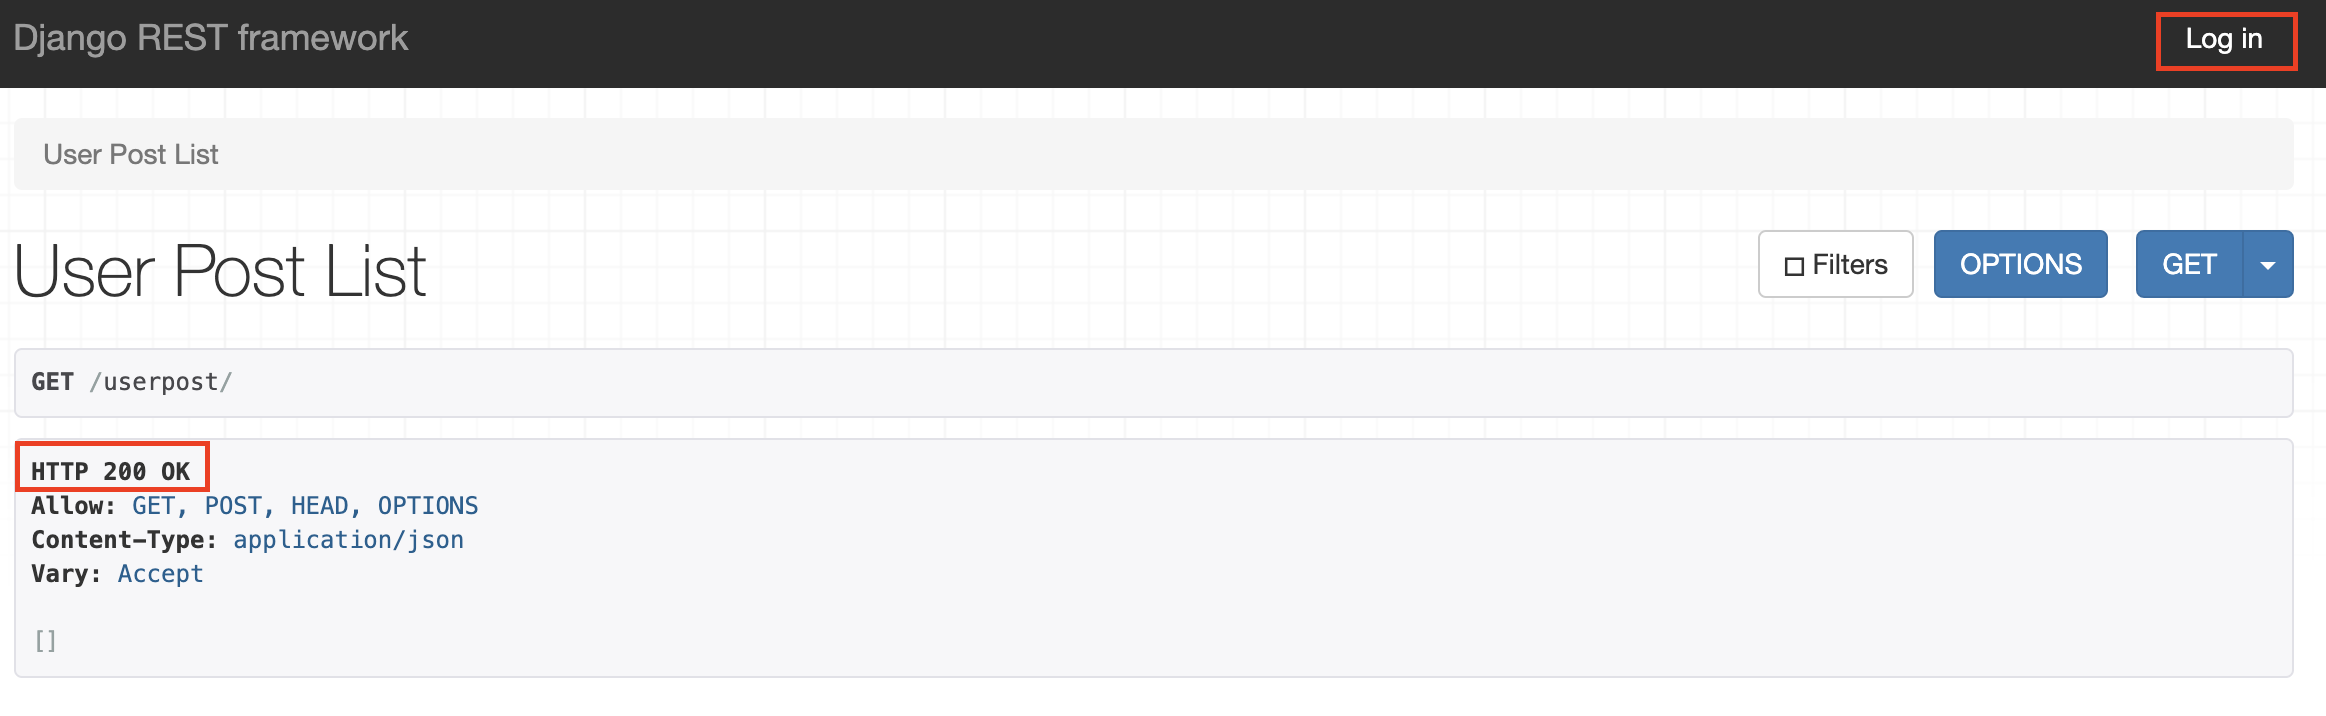 Django REST framework
Log in
User Post List
User Post List
Filters
OPTIONS
GET
GET /userpost/
HTTP 200 OK
Allow: GET, POST, HEAD, OPTIONS
Content-Type: application/json
Vary: Accept
[]